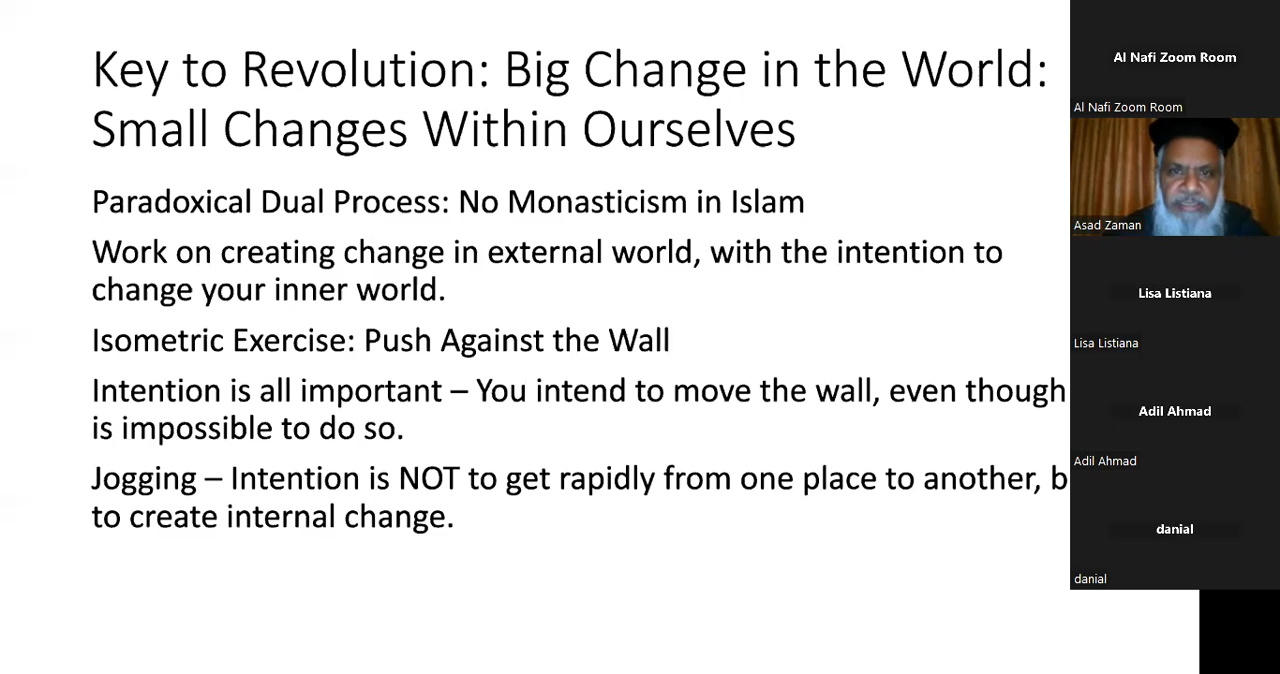 Key to Revolution: Big Change in the World:
Small Changes Within Ourselves
Paradoxical Dual Process: No Monasticism in Islam
Work on creating change in external world, with the intention to
change your inner world.
Isometric Exercise: Push Against the Wall
Intention is all important – You intend to move the wall, even though
is impossible to do so.
Jogging – Intention is NOT to get rapidly from one place to another, b
to create internal change.
Al Nafi Zoom Room
Al Nafi Zoom Room
Asad Zaman
Lisa Listiana
Lisa Listiana
Adil Ahmad
Adil Ahmad
danial
danial